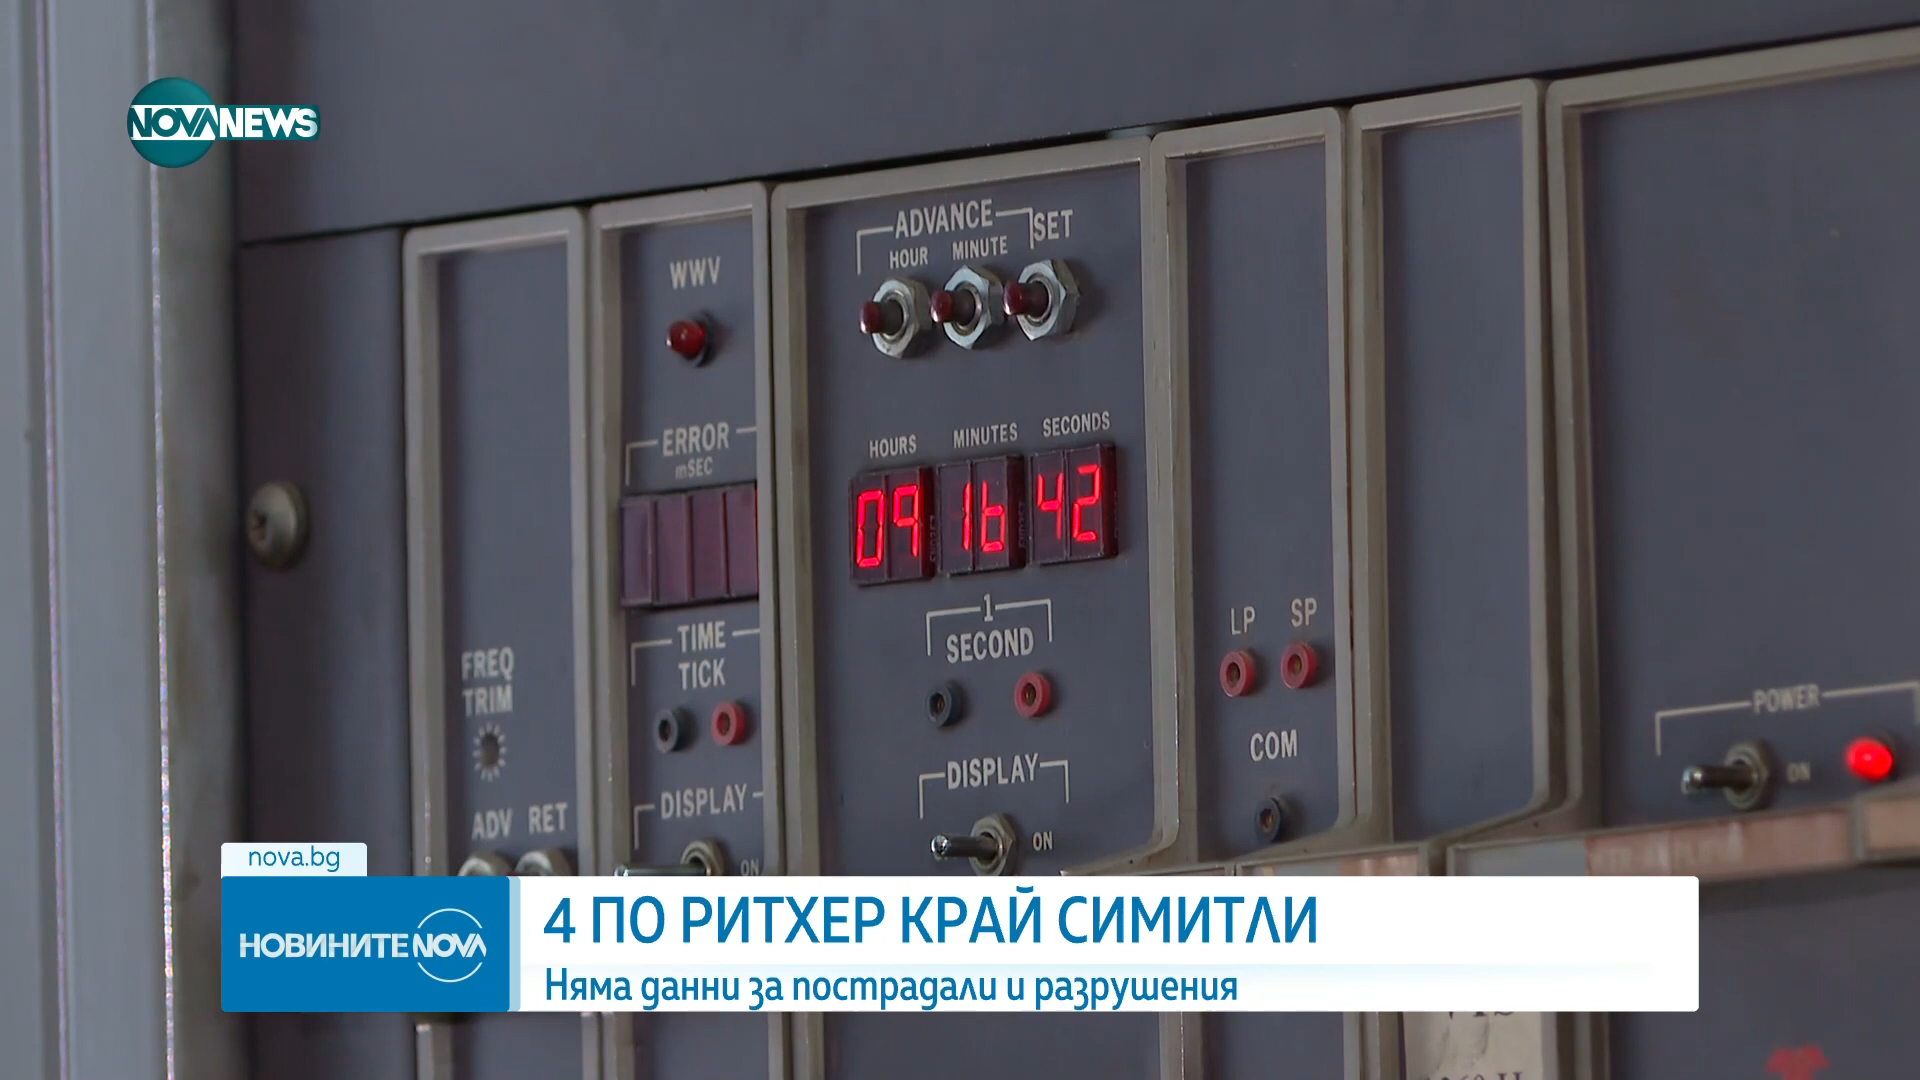 NOVANEWS
ADVANCE
SET
HOUR MINUTE
WWV
ERROR
mSEC
HOURS MINUTES SECONDS
09 16 42
TIME
TICK
1
SECOND
LP SP
FREQ
TRIM
COM
POWER
ON
ADV RET
DISPLAY
ON
DISPLAY
ON
nova.bg
НОВИНИТЕ NOVA
4 ПО РИТХЕР КРАЙ СИМИТЛИ
Няма данни за пострадали и разрушения